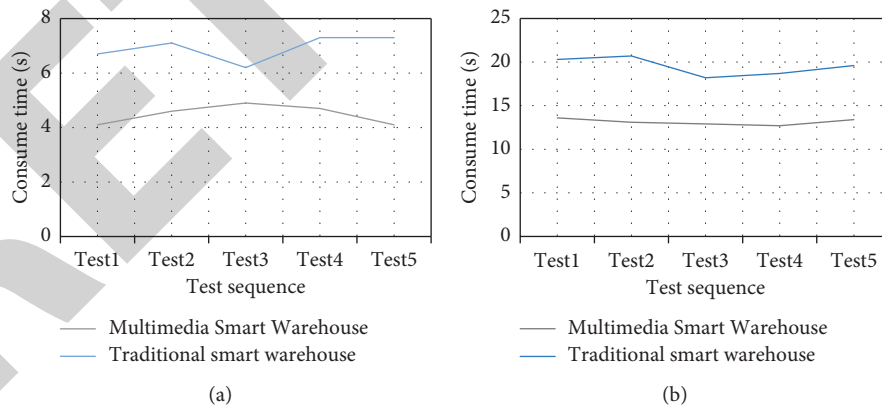 8
6
4
2
0
Consume time (s)
Test1 Test2 Test3 Test4 Test5
Test sequence
Multimedia Smart Warehouse
Traditional smart warehouse
(a)
25
20
15
10
5
0
Consume time (s)
Test1 Test2 Test3 Test4 Test5
Test sequence
Multimedia Smart Warehouse
Traditional smart warehouse
(b)